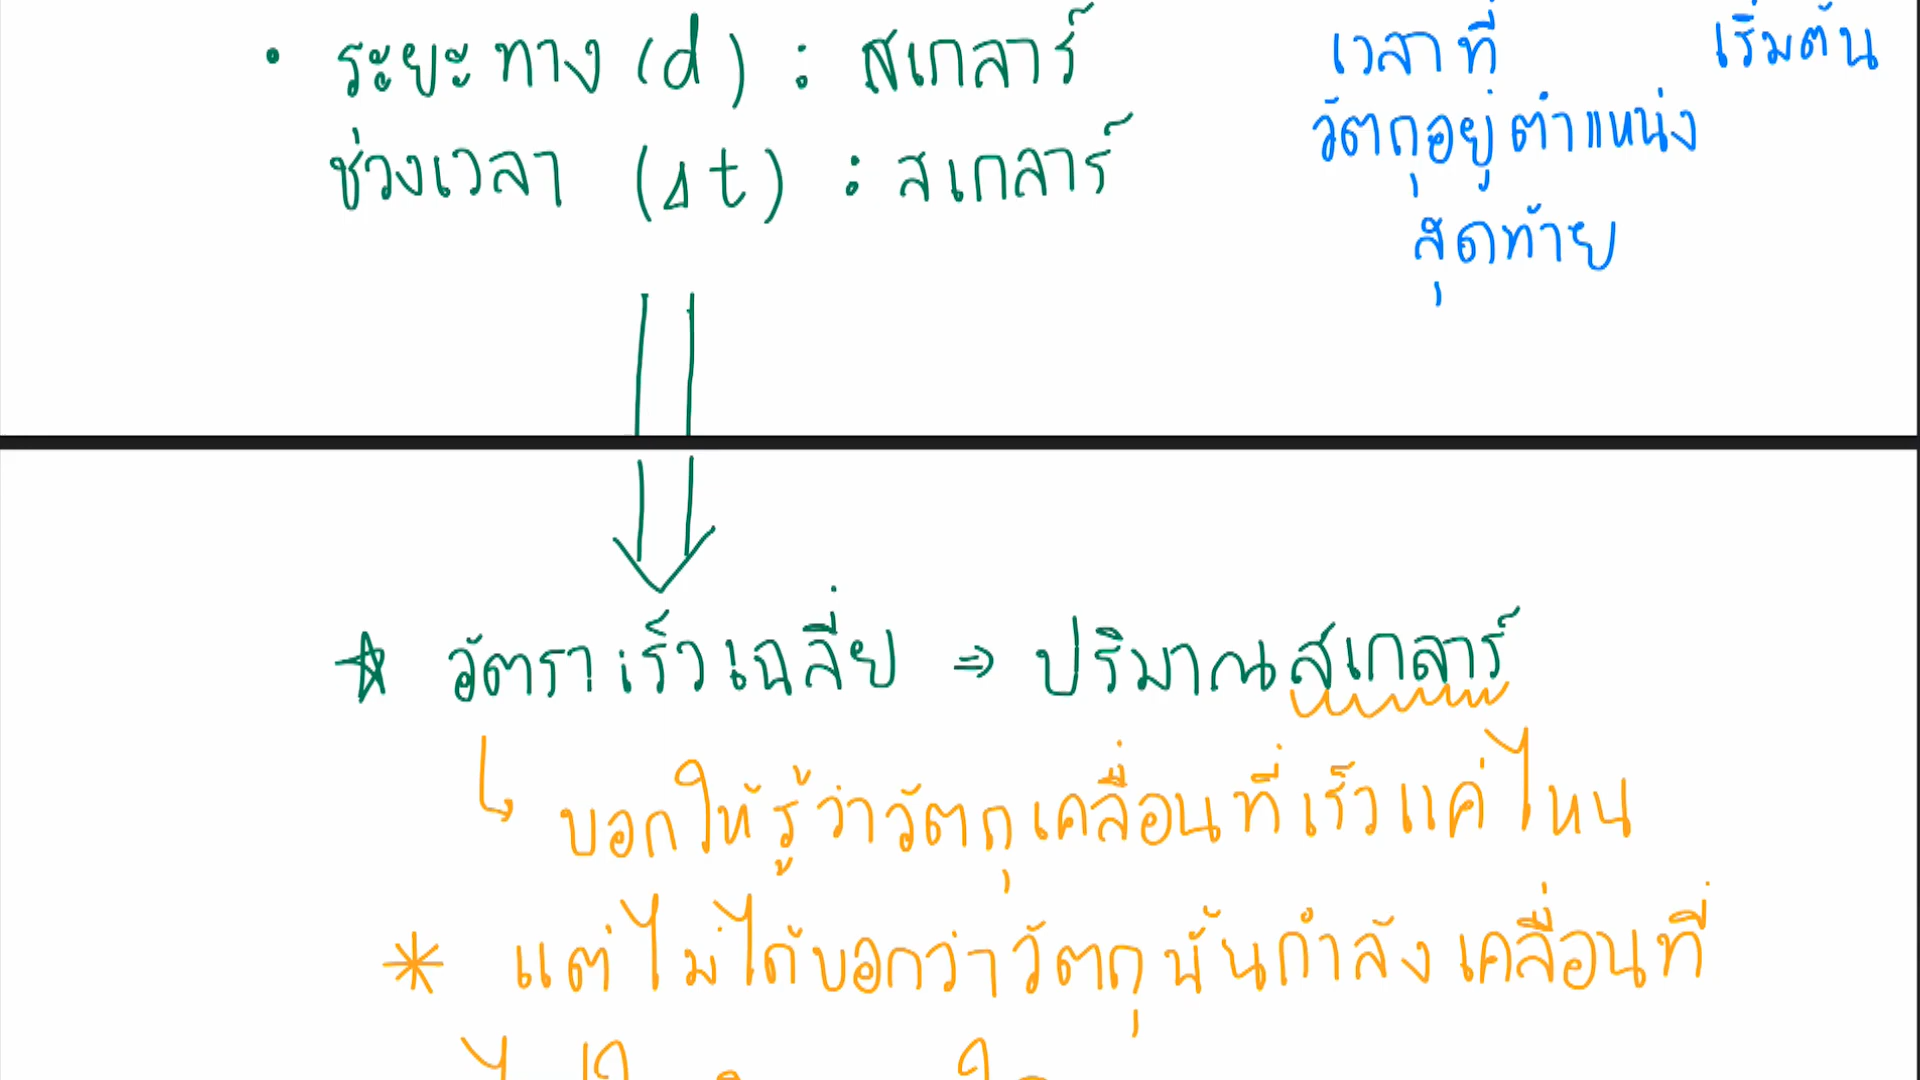 • ระยะทาง (d) : สเกลาร์
ช่วงเวลา (Δt) : สเกลาร์
เวลาที่
วัตถุอยู่ตำแหน่ง
สุดท้าย
เริ่มต้น
☆ อัตราเร็วเฉลี่ย ⇒ ปริมาณสเกลาร์
↳ บอกให้รู้ว่าวัตถุเคลื่อนที่เร็วแค่ไหน
* แต่ไม่ได้บอกว่าวัตถุนั้นกำลังเคลื่อนที่